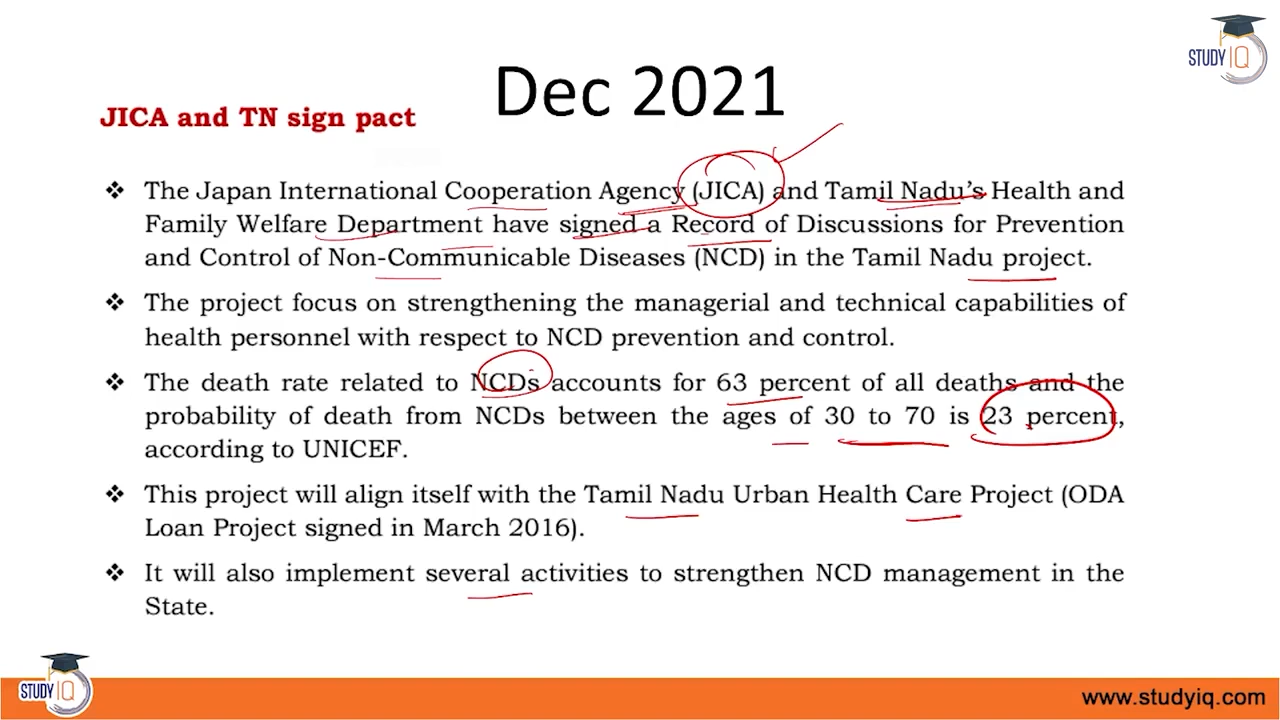 STUDY IQ
Dec 2021
JICA and TN sign pact
❖ The Japan International Cooperation Agency (JICA) and Tamil Nadu's Health and
Family Welfare Department have signed a Record of Discussions for Prevention
and Control of Non-Communicable Diseases (NCD) in the Tamil Nadu project.
❖ The project focus on strengthening the managerial and technical capabilities of
health personnel with respect to NCD prevention and control.
❖ The death rate related to NCDs accounts for 63 percent of all deaths and the
probability of death from NCDs between the ages of 30 to 70 is 23 percent,
according to UNICEF.
❖ This project will align itself with the Tamil Nadu Urban Health Care Project (ODA
Loan Project signed in March 2016).
❖ It will also implement several activities to strengthen NCD management in the
State.
STUDY IQ
www.studyiq.com